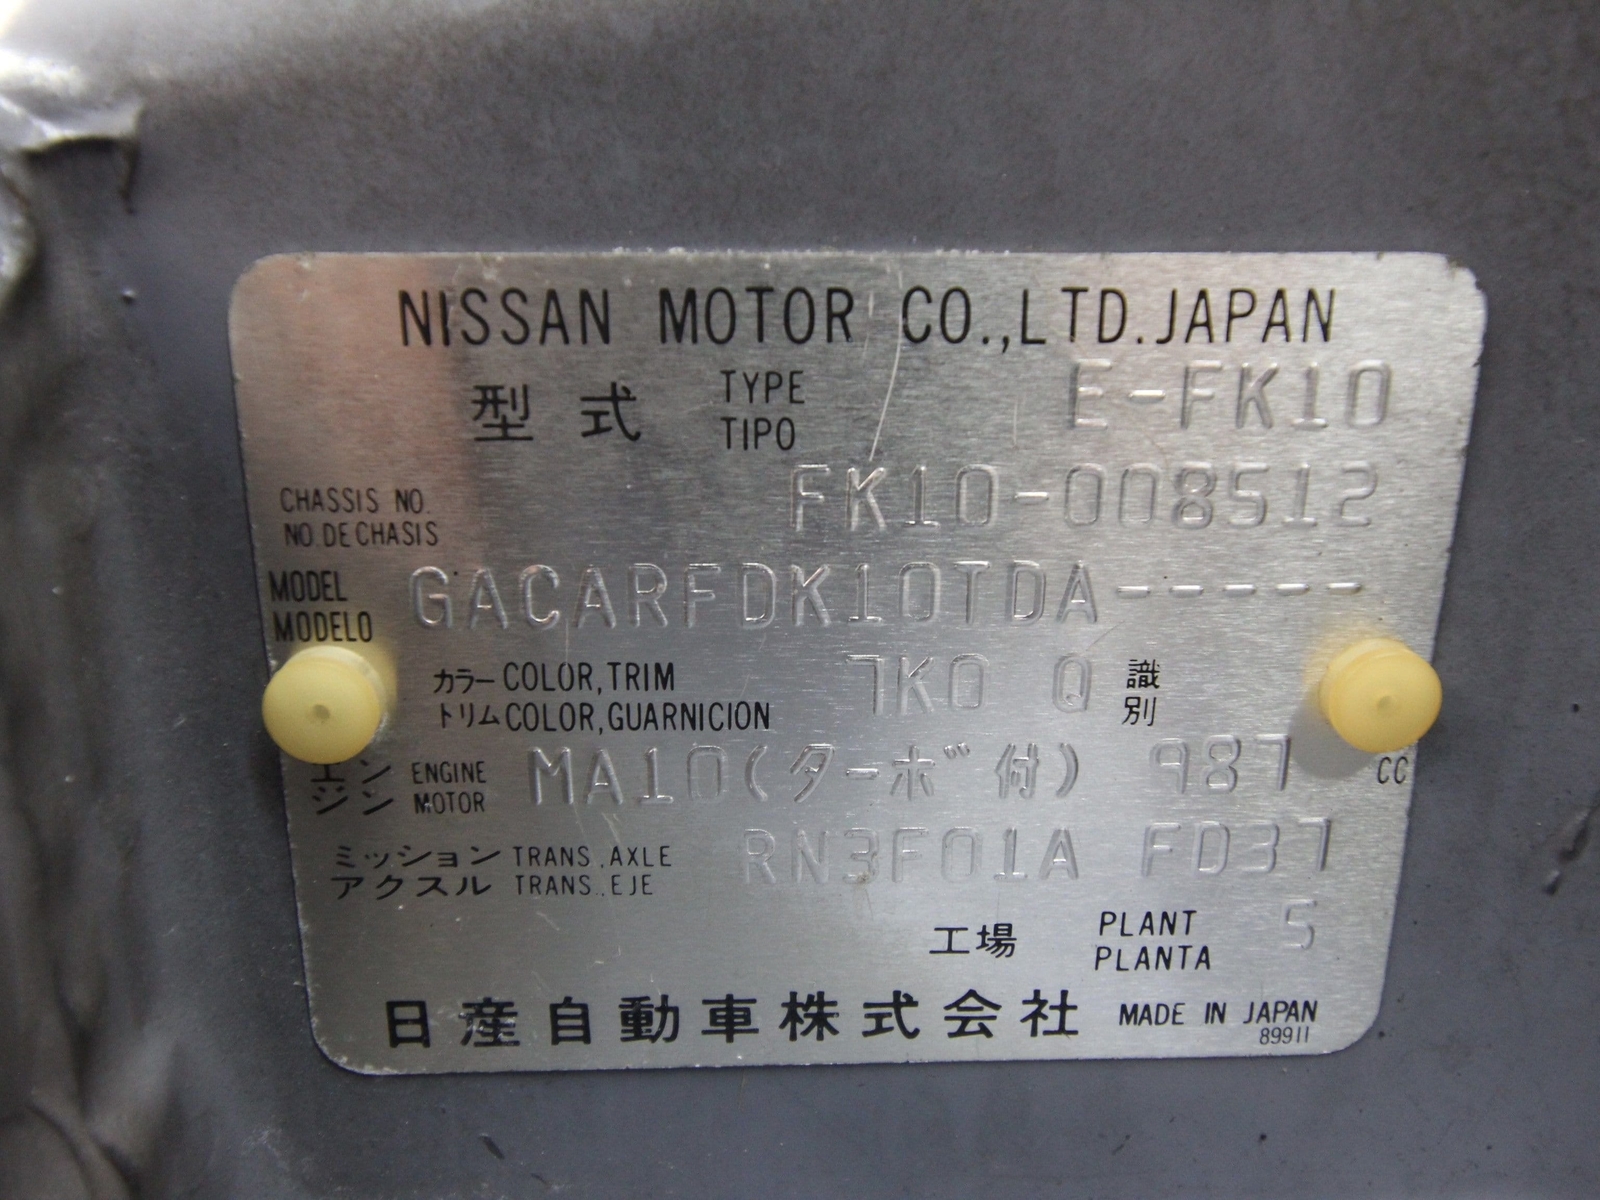 NISSAN MOTOR CO.,LTD.JAPAN
型式 TYPE TIPO E-FK10
CHASSIS NO. NO.DE CHASIS FK10-008512
MODEL MODELO GACARFDK10TDA-----
カラー COLOR,TRIM 7K0 Q 識別
トリム COLOR,GUARNICION
エンジン ENGINE MOTOR MA10(ターボ付) 987 CC
ミッション TRANS.,AXLE RN3F01A FD37
アクスル TRANS.,EJE
工場 PLANT PLANTA 5
日産自動車株式会社 MADE IN JAPAN
89911